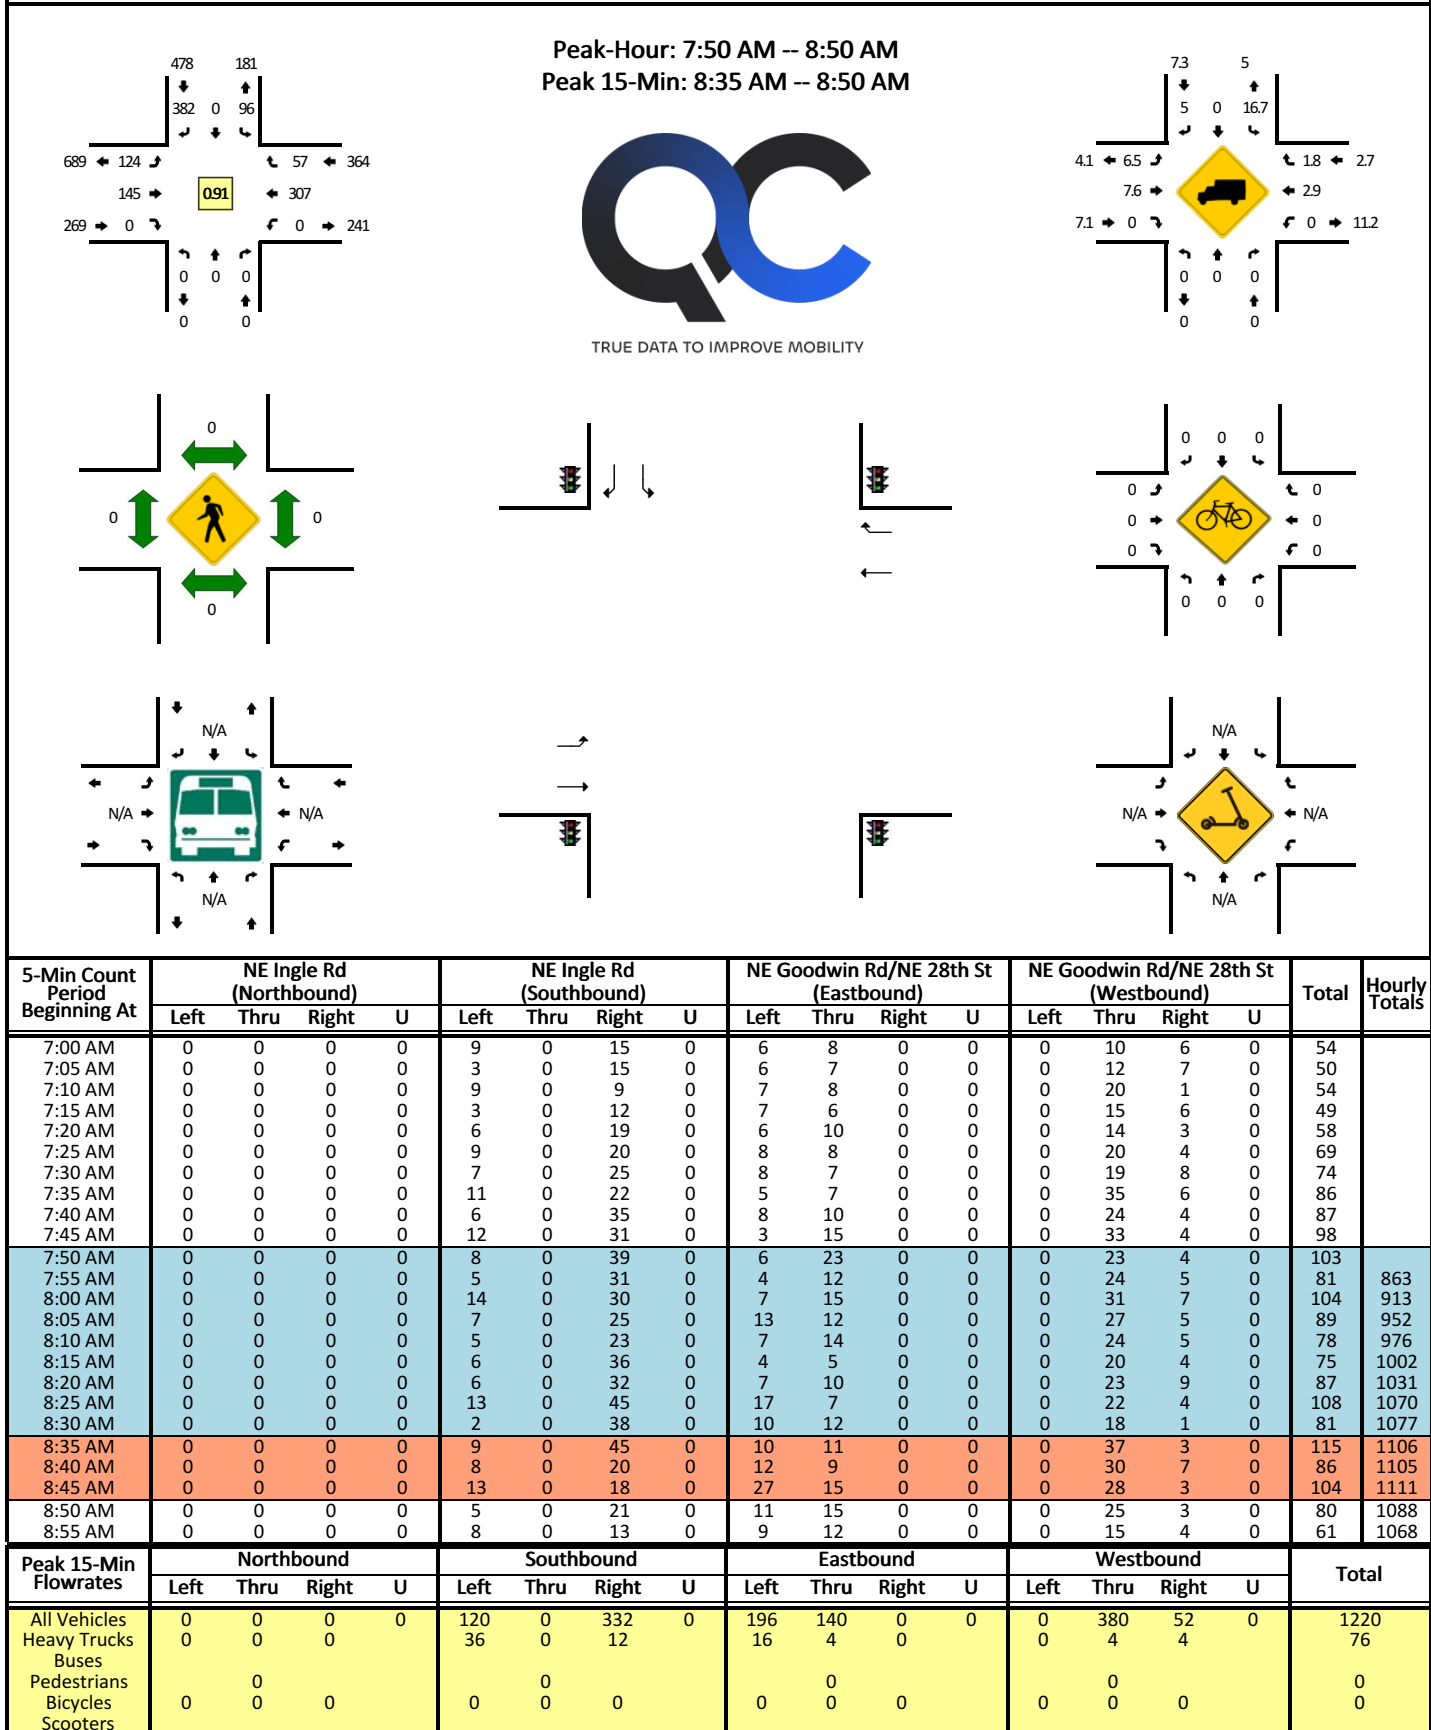 Peak-Hour: 7:50 AM -- 8:50 AM
Peak 15-Min: 8:35 AM -- 8:50 AM
478 181
382 0 96
689 124 57 364
145 0.91 307
269 0 0 241
0 0 0
0 0
TRUE DATA TO IMPROVE MOBILITY
7.3 5
5 0 16.7
4.1 6.5 1.8 2.7
7.6 2.9
7.1 0 0 11.2
0 0 0
0 0
0
0 0
0
0 0 0
0 0
0 0
0 0
0 0 0
N/A
N/A N/A
N/A
N/A
N/A N/A
N/A
5-Min Count Period Beginning At | NE Ingle Rd (Northbound) | NE Ingle Rd (Southbound) | NE Goodwin Rd/NE 28th St (Eastbound) | NE Goodwin Rd/NE 28th St (Westbound) | Total | Hourly Totals
Left Thru Right U Left Thru Right U Left Thru Right U Left Thru Right U
7:00 AM 0 0 0 0 9 0 15 0 6 8 0 0 0 10 6 0 54
7:05 AM 0 0 0 0 3 0 15 0 6 7 0 0 0 12 7 0 50
7:10 AM 0 0 0 0 9 0 9 0 7 8 0 0 0 20 1 0 54
7:15 AM 0 0 0 0 3 0 12 0 7 6 0 0 0 15 6 0 49
7:20 AM 0 0 0 0 6 0 19 0 6 10 0 0 0 14 3 0 58
7:25 AM 0 0 0 0 9 0 20 0 8 8 0 0 0 20 4 0 69
7:30 AM 0 0 0 0 7 0 25 0 8 7 0 0 0 19 8 0 74
7:35 AM 0 0 0 0 11 0 22 0 5 7 0 0 0 35 6 0 86
7:40 AM 0 0 0 0 6 0 35 0 8 10 0 0 0 24 4 0 87
7:45 AM 0 0 0 0 12 0 31 0 3 15 0 0 0 33 4 0 98
7:50 AM 0 0 0 0 8 0 39 0 6 23 0 0 0 23 4 0 103
7:55 AM 0 0 0 0 5 0 31 0 4 12 0 0 0 24 5 0 81 863
8:00 AM 0 0 0 0 14 0 30 0 7 15 0 0 0 31 7 0 104 913
8:05 AM 0 0 0 0 7 0 25 0 13 12 0 0 0 27 5 0 89 952
8:10 AM 0 0 0 0 5 0 23 0 7 14 0 0 0 24 5 0 78 976
8:15 AM 0 0 0 0 6 0 36 0 4 5 0 0 0 20 4 0 75 1002
8:20 AM 0 0 0 0 6 0 32 0 7 10 0 0 0 23 9 0 87 1031
8:25 AM 0 0 0 0 13 0 45 0 17 7 0 0 0 22 4 0 108 1070
8:30 AM 0 0 0 0 2 0 38 0 10 12 0 0 0 18 1 0 81 1077
8:35 AM 0 0 0 0 9 0 45 0 10 11 0 0 0 37 3 0 115 1106
8:40 AM 0 0 0 0 8 0 20 0 12 9 0 0 0 30 7 0 86 1105
8:45 AM 0 0 0 0 13 0 18 0 27 15 0 0 0 28 3 0 104 1111
8:50 AM 0 0 0 0 5 0 21 0 11 15 0 0 0 25 3 0 80 1088
8:55 AM 0 0 0 0 8 0 13 0 9 12 0 0 0 15 4 0 61 1068
Peak 15-Min Flowrates | Northbound | Southbound | Eastbound | Westbound | Total
Left Thru Right U Left Thru Right U Left Thru Right U Left Thru Right U
All Vehicles 0 0 0 0 120 0 332 0 196 140 0 0 0 380 52 0 1220
Heavy Trucks 0 0 0 36 0 12 16 4 0 0 4 4 76
Buses
Pedestrians 0 0 0 0 0
Bicycles 0 0 0 0 0 0 0 0 0 0 0 0 0
Scooters